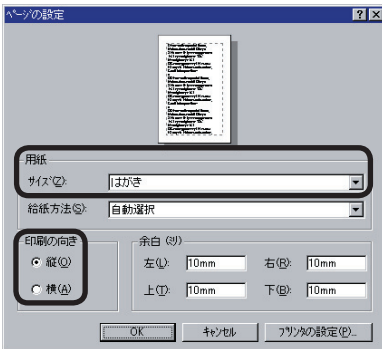 ページの設定
用紙
サイズ(Z): はがき
給紙方法(S): 自動選択
印刷の向き
縦(O)
横(A)
余白 (ミリ)
左(L): 10mm 右(R): 10mm
上(T): 10mm 下(B): 10mm
OK キャンセル プリンタの設定(P)...